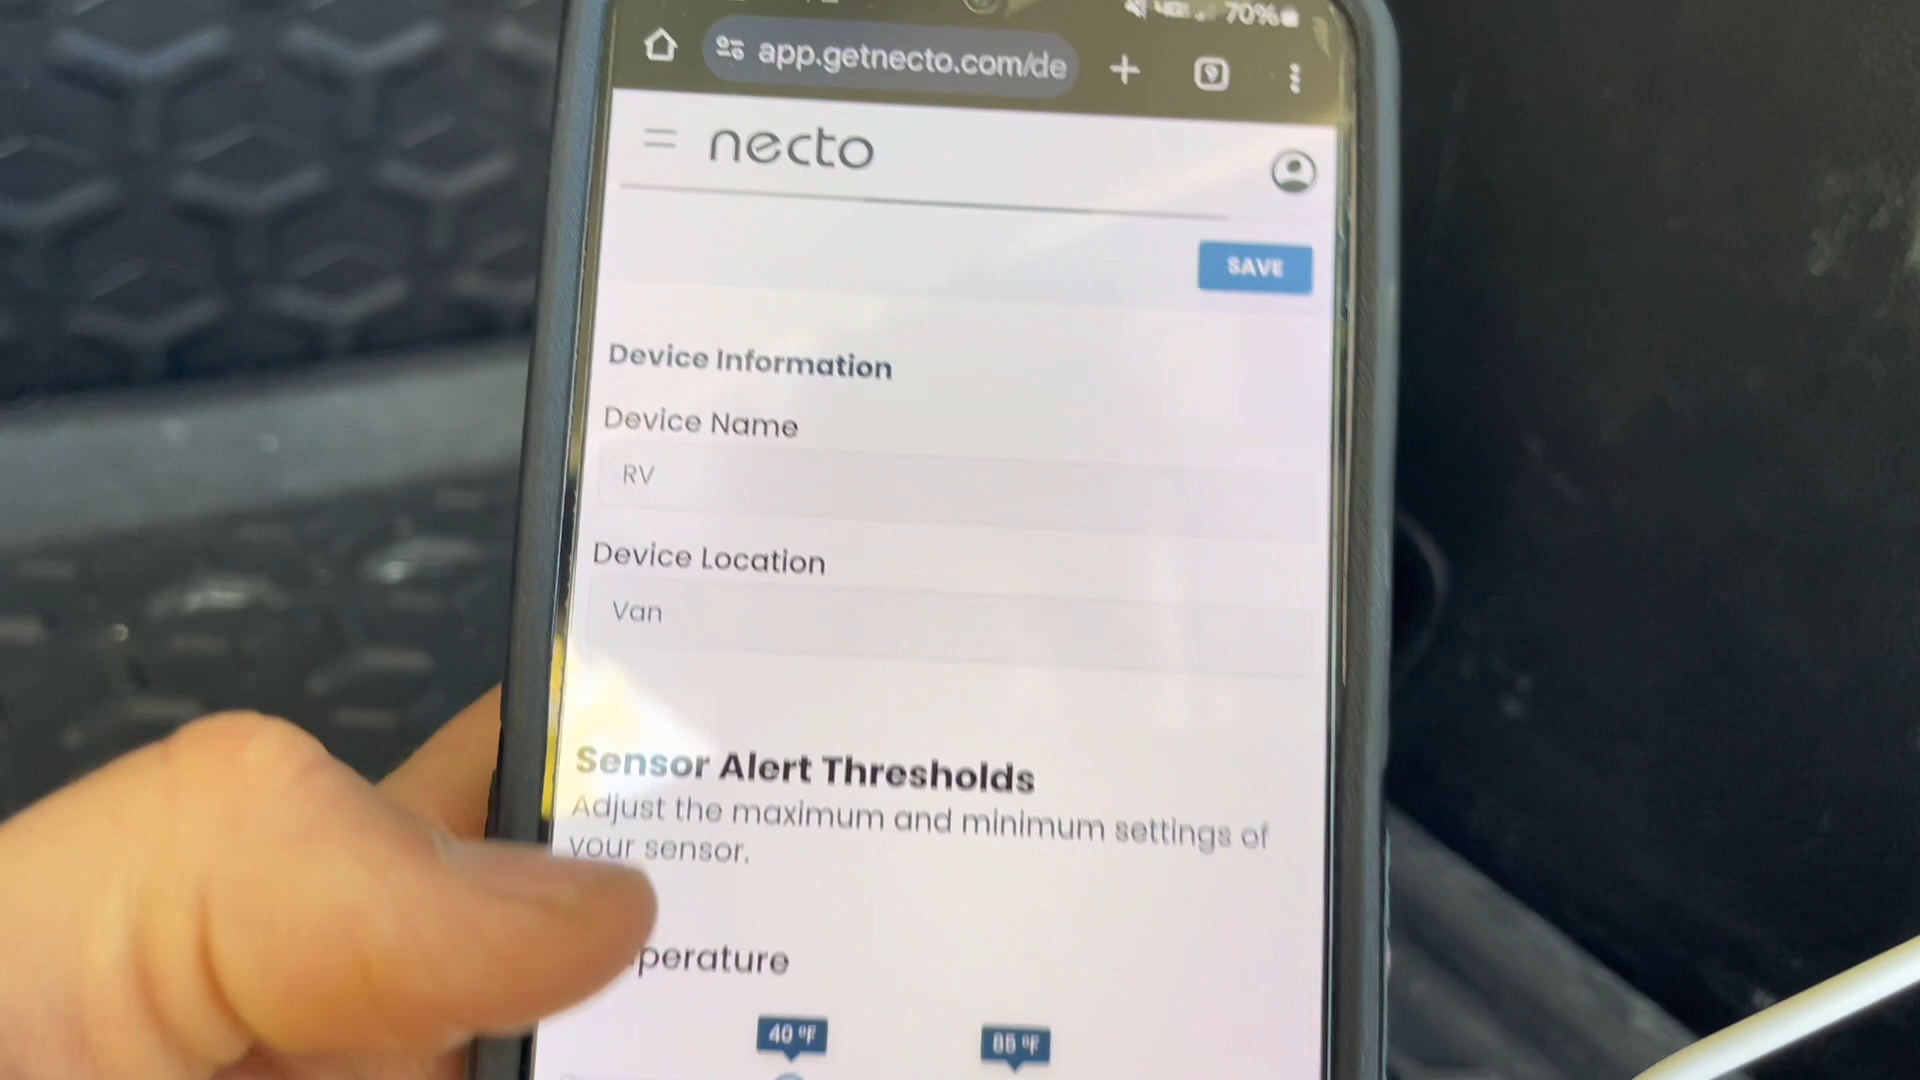 70%
app.getnecto.com/de
9
necto
SAVE
Device Information
Device Name
RV
Device Location
Van
Sensor Alert Thresholds
Adjust the maximum and minimum settings of
your sensor.
perature
40 °F
85 °F